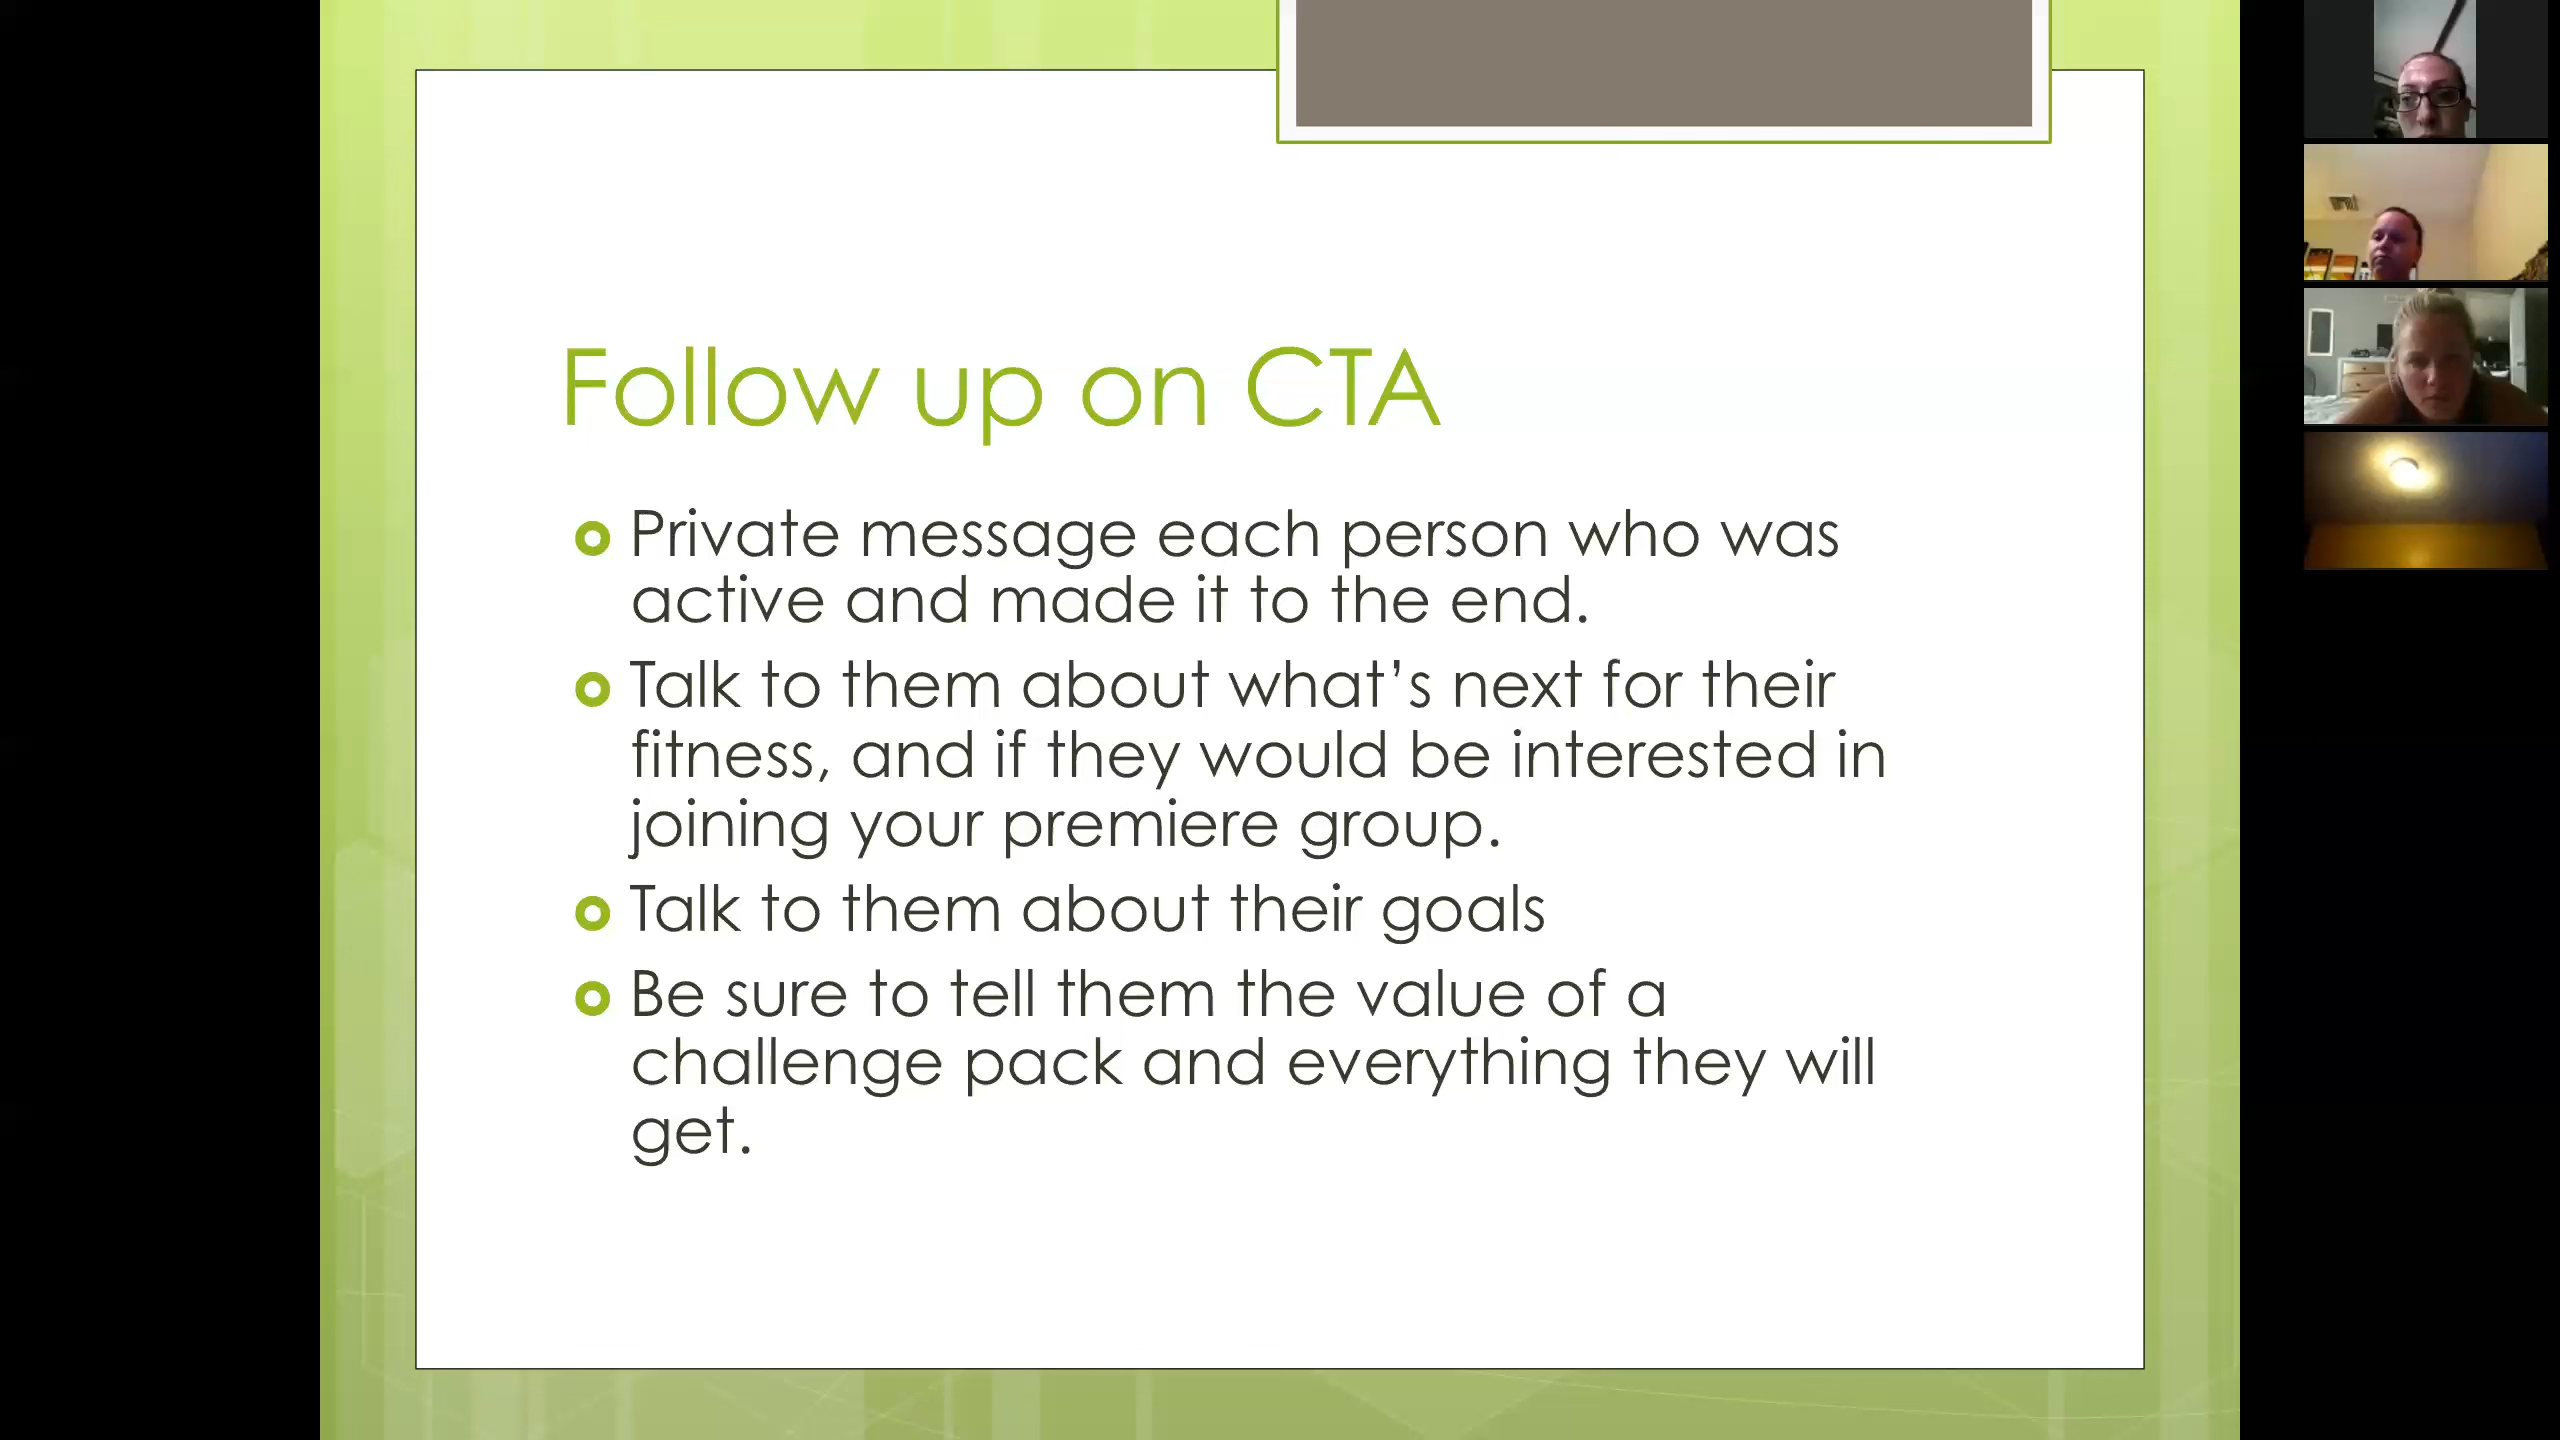 Follow up on CTA
Private message each person who was
active and made it to the end.
Talk to them about what’s next for their
fitness, and if they would be interested in
joining your premiere group.
Talk to them about their goals
Be sure to tell them the value of a
challenge pack and everything they will
get.